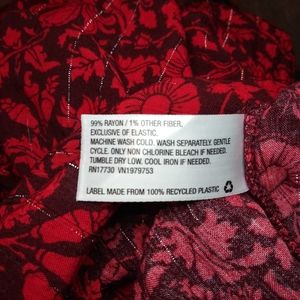 99% RAYON / 1% OTHER FIBER.
EXCLUSIVE OF ELASTIC.
MACHINE WASH COLD. WASH SEPARATELY. GENTLE
CYCLE. ONLY NON CHLORINE BLEACH IF NEEDED.
TUMBLE DRY LOW. COOL IRON IF NEEDED.
RN17730 VN1979753
LABEL MADE FROM 100% RECYCLED PLASTIC